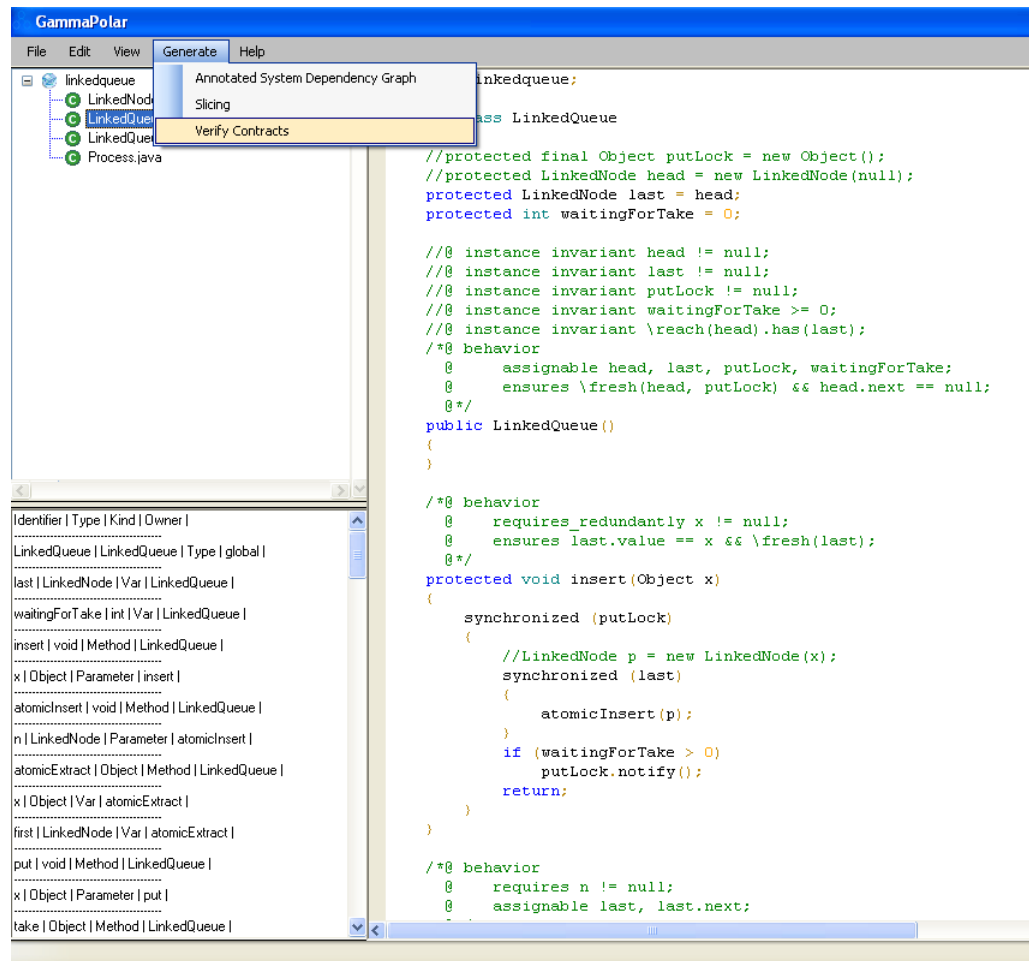 GammaPolar
File Edit View Generate Help
Annotated System Dependency Graph
Slicing
Verify Contracts
linkedqueue
LinkedNod
LinkedQue
LinkedQue
Process.java
inkedqueue;
ss LinkedQueue
//protected final Object putLock = new Object();
//protected LinkedNode head = new LinkedNode(null);
protected LinkedNode last = head;
protected int waitingForTake = 0;
//@ instance invariant head != null;
//@ instance invariant last != null;
//@ instance invariant putLock != null;
//@ instance invariant waitingForTake >= 0;
//@ instance invariant \reach(head).has(last);
/*@ behavior
@ assignable head, last, putLock, waitingForTake;
@ ensures \fresh(head, putLock) && head.next == null;
@*/
public LinkedQueue()
{
}
/*@ behavior
@ requires_redundantly x != null;
@ ensures last.value == x && \fresh(last);
@*/
protected void insert(Object x)
{
synchronized (putLock)
{
//LinkedNode p = new LinkedNode(x);
synchronized (last)
{
atomicInsert(p);
}
if (waitingForTake > 0)
putLock.notify();
return;
}
}
/*@ behavior
@ requires n != null;
@ assignable last, last.next;
Identifier | Type | Kind | Owner |
LinkedQueue | LinkedQueue | Type | global |
last | LinkedNode | Var | LinkedQueue |
waitingForTake | int | Var | LinkedQueue |
insert | void | Method | LinkedQueue |
x | Object | Parameter | insert |
atomicInsert | void | Method | LinkedQueue |
n | LinkedNode | Parameter | atomicInsert |
atomicExtract | Object | Method | LinkedQueue |
x | Object | Var | atomicExtract |
first | LinkedNode | Var | atomicExtract |
put | void | Method | LinkedQueue |
x | Object | Parameter | put |
take | Object | Method | LinkedQueue |